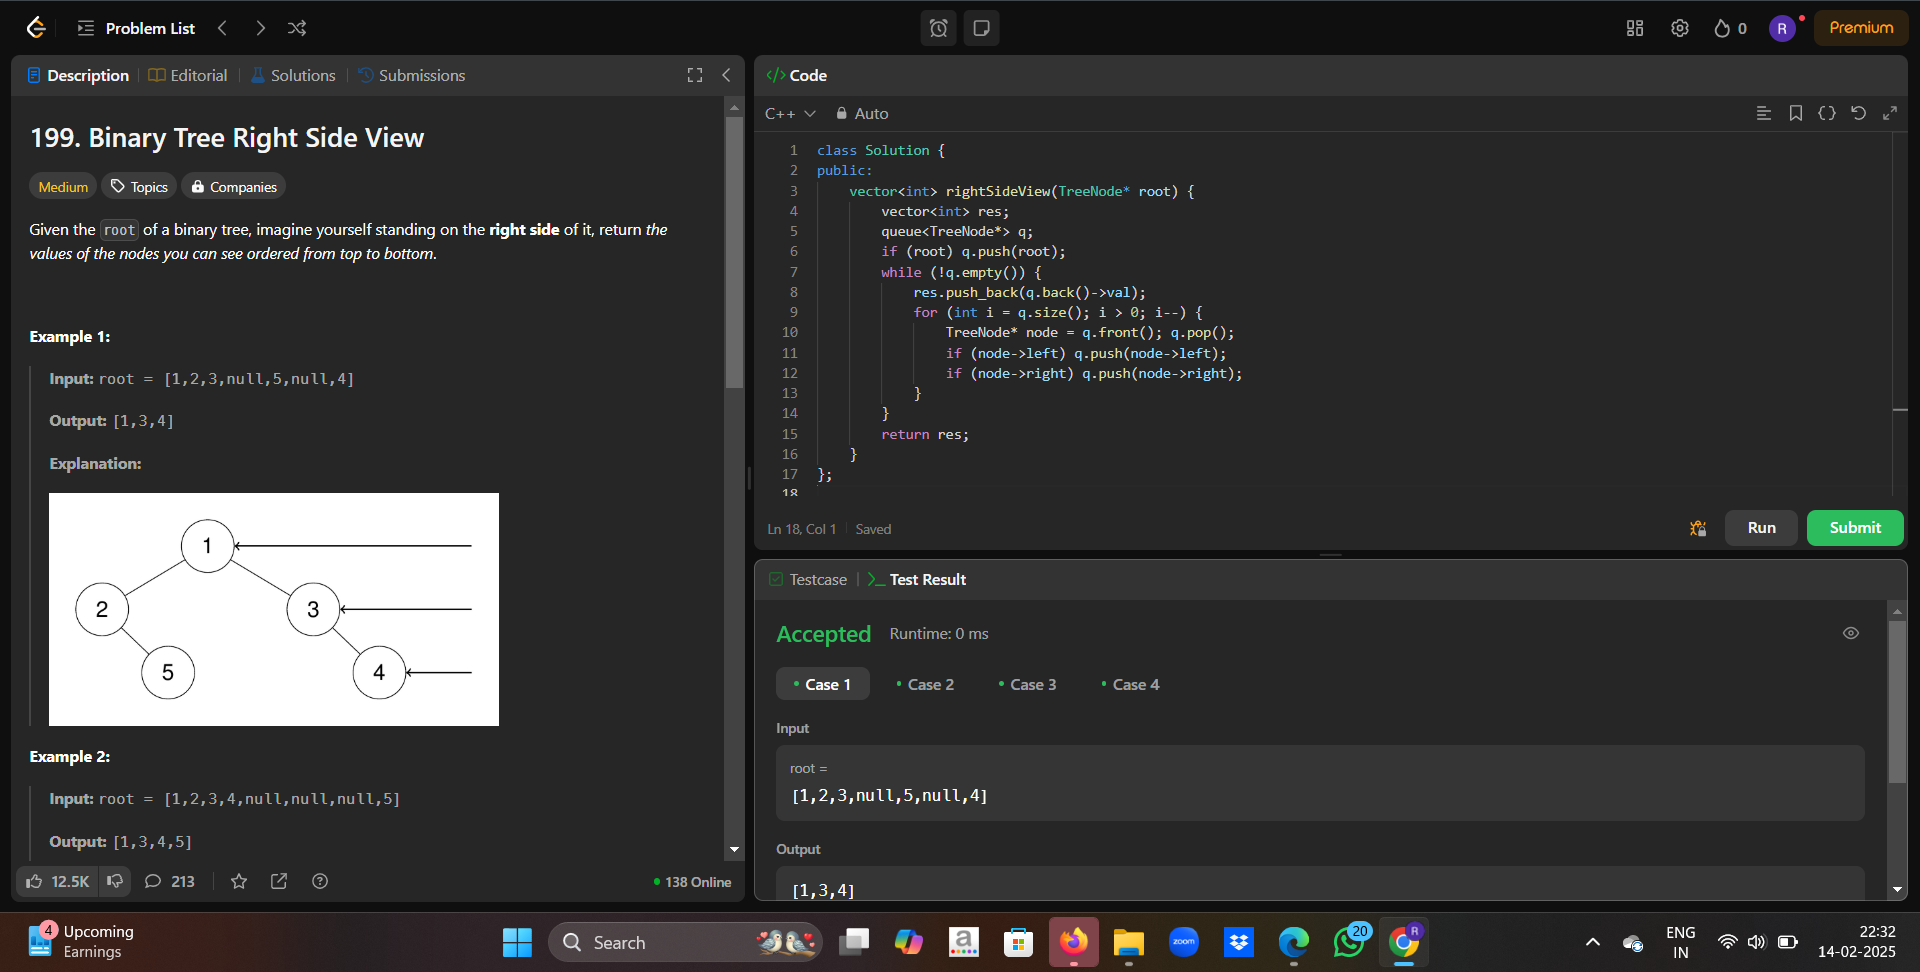 Problem List
0
R
Premium
Description
Editorial
Solutions
Submissions
199. Binary Tree Right Side View
Medium
Topics
Companies
Given the root of a binary tree, imagine yourself standing on the right side of it, return the
values of the nodes you can see ordered from top to bottom.
Example 1:
Input: root = [1,2,3,null,5,null,4]
Output: [1,3,4]
Explanation:
1
2
3
5
4
Example 2:
Input: root = [1,2,3,4,null,null,null,5]
Output: [1,3,4,5]
12.5K
213
138 Online
</> Code
C++
Auto
1 class Solution {
2 public:
3 vector<int> rightSideView(TreeNode* root) {
4 vector<int> res;
5 queue<TreeNode*> q;
6 if (root) q.push(root);
7 while (!q.empty()) {
8 res.push_back(q.back()->val);
9 for (int i = q.size(); i > 0; i--) {
10 TreeNode* node = q.front(); q.pop();
11 if (node->left) q.push(node->left);
12 if (node->right) q.push(node->right);
13 }
14 }
15 return res;
16 }
17 };
18
Ln 18, Col 1
Saved
Run
Submit
Testcase
Test Result
Accepted
Runtime: 0 ms
Case 1
Case 2
Case 3
Case 4
Input
root =
[1,2,3,null,5,null,4]
Output
[1,3,4]
4
Upcoming
Earnings
Search
a
zoom
20
R
ENG
IN
22:32
14-02-2025